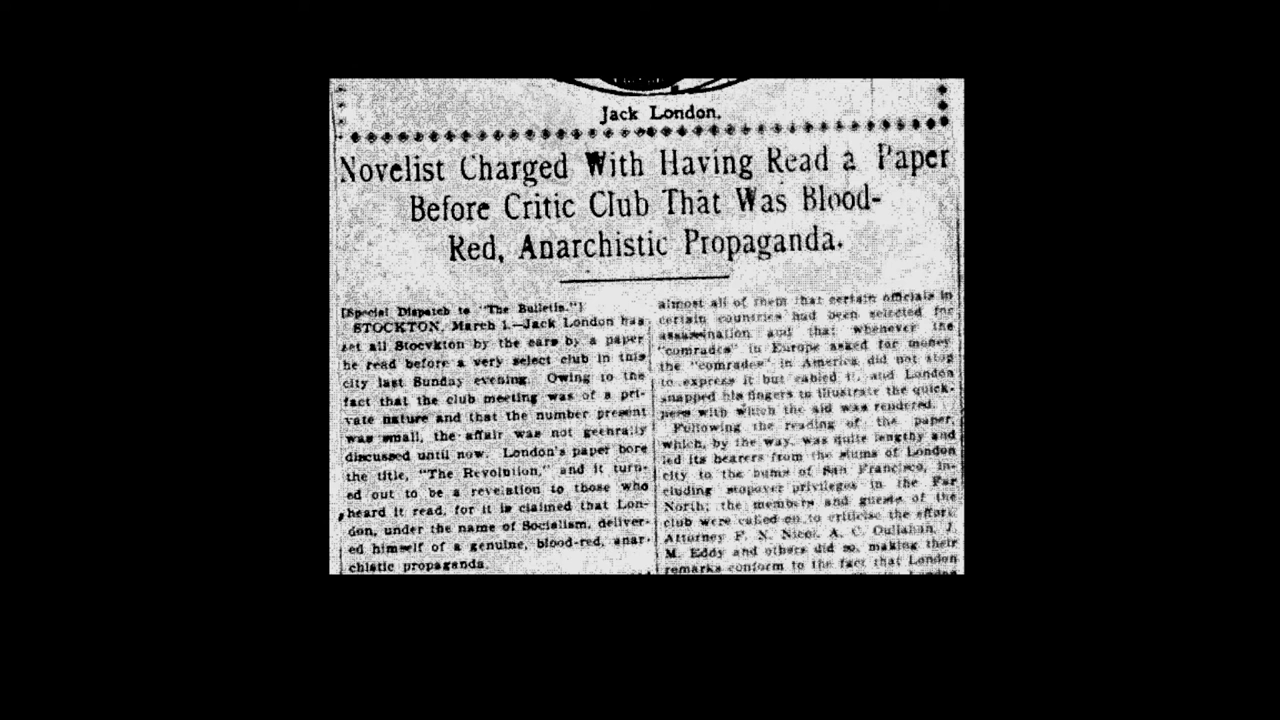 Jack London.
Novelist Charged With Having Read a Paper
Before Critic Club That Was Blood-
Red, Anarchistic Propaganda.
[Special Dispatch to "The Bulletin."]
STOCKTON, March 1.—Jack London has
set all Stocvkton by the ears by a paper
he read before a very select club in this
city last Sunday evening. Owing to the
fact that the club meeting was of a pri-
vate nature and that the number present
was small, the affair was not geenrally
discussed until now. London's paper bore
the title, "The Revolution," and it turn-
ed out to be a revelation to those who
heard it read, for it is claimed that Lon-
don, under the name of Socialism, deliver-
ed himself of a genuine, blood-red, anar-
chistic propaganda.
almost all of them that certain officials in
certain countries had been selected for
assassination and that whenever the
"comrades" in Europe asked for money
the "comrades" in America did not stop
to express it but cabled it, and London
snapped his fingers to illustrate the quick-
ness with which the aid was rendered.
Following the reading of the paper,
which, by the way, was quite lengthy and
led its hearers from the slums of London
city to the bums of San Francisco, in-
cluding stopover privileges in the Far
North; the members and guests of the
club were called on to criticise the effort.
Attorney F. N. Nicol, A. C. Oullahan, J.
M. Eddy and others did so, making their
remarks conform to the fact that London